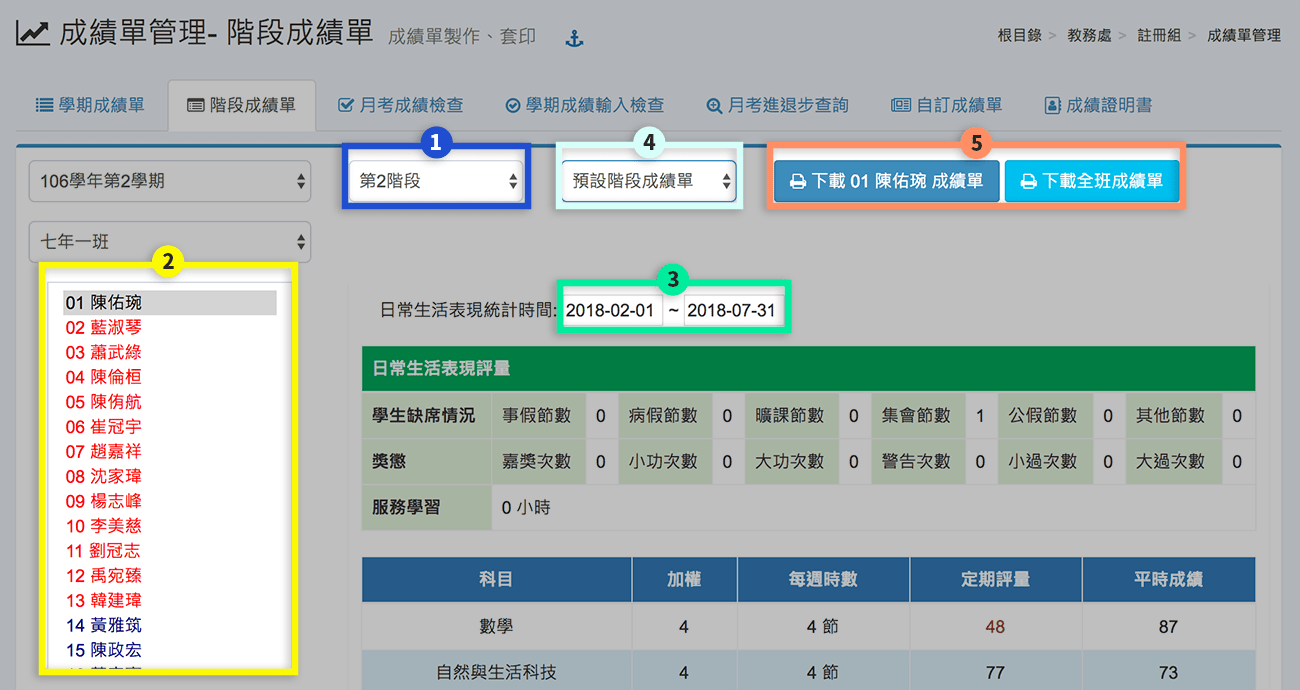 成績單管理- 階段成績單 成績單製作、套印
根目錄 > 教務處 > 註冊組 > 成績單管理
學期成績單 階段成績單 月考成績檢查 學期成績輸入檢查 月考進退步查詢 自訂成績單 成績證明書
1 4 5
106學年第2學期 第2階段 預設階段成績單 下載 01 陳佑琬 成績單 下載全班成績單
七年一班
2
3
日常生活表現統計時間: 2018-02-01 ~ 2018-07-31
01 陳佑琬
02 藍淑琴
03 蕭武綠
04 陳倫桓
05 陳侑航
06 崔冠宇
07 趙嘉祥
08 沈家瑋
09 楊志峰
10 李美慈
11 劉冠志
12 禹宛臻
13 韓建瑋
14 黃雅筑
15 陳政宏
日常生活表現評量
學生缺席情況 事假節數 0 病假節數 0 曠課節數 0 集會節數 1 公假節數 0 其他節數 0
獎懲 嘉獎次數 0 小功次數 0 大功次數 0 警告次數 0 小過次數 0 大過次數 0
服務學習 0 小時
科目 加權 每週時數 定期評量 平時成績
數學 4 4 節 48 87
自然與生活科技 4 4 節 77 73